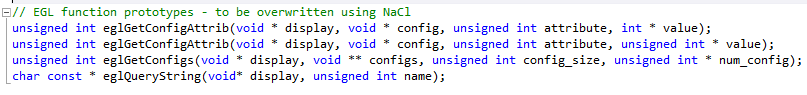 // EGL function prototypes - to be overwritten using NaCl
unsigned int eglGetConfigAttrib(void * display, void * config, unsigned int attribute, int * value);
unsigned int eglGetConfigAttrib(void * display, void * config, unsigned int attribute, unsigned int * value);
unsigned int eglGetConfigs(void * display, void ** configs, unsigned int config_size, unsigned int * num_config);
char const * eglQueryString(void* display, unsigned int name);